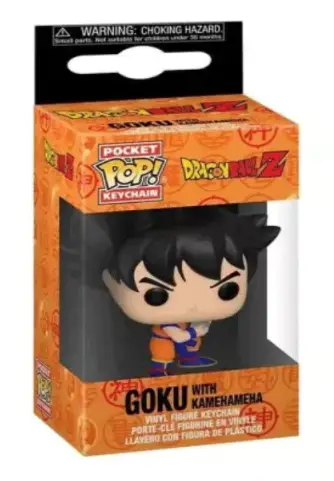 WARNING: CHOKING HAZARD.
Small parts. Not for children under 36 months.
POCKET
POP!
KEYCHAIN
DRAGON BALL Z
GOKU WITH
KAMEHAMEHA
VINYL FIGURE KEYCHAIN
PORTE-CLÉ FIGURINE EN VINYLE
LLAVERO CON FIGURA DE PLÁSTICO